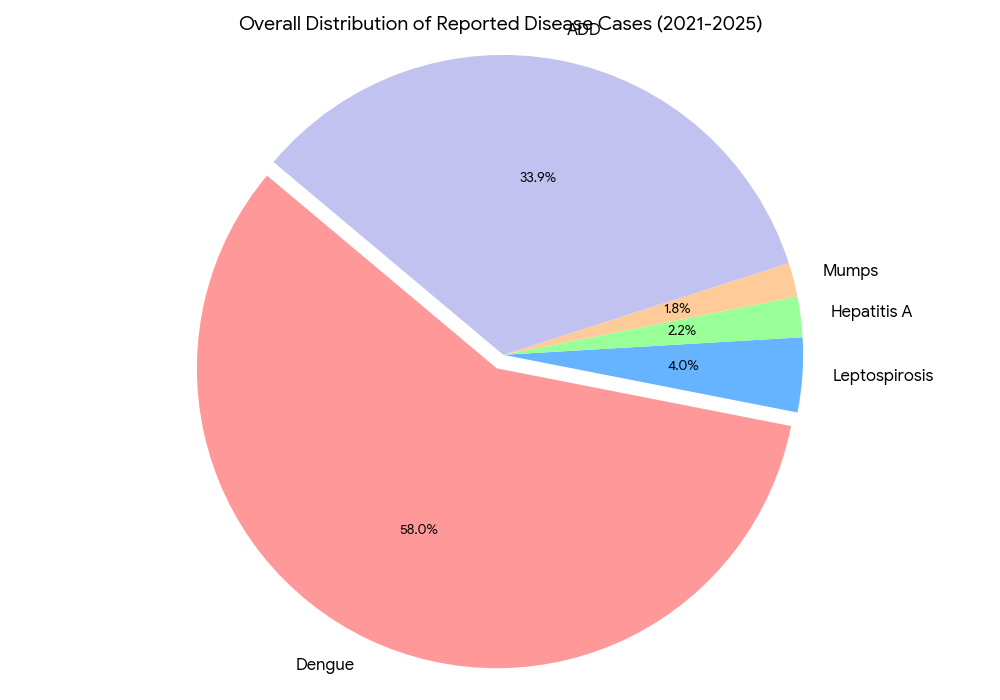 Overall Distribution of Reported Disease Cases (2021-2025)
ADD
33.9%
Mumps
1.8%
Hepatitis A
2.2%
4.0%
Leptospirosis
58.0%
Dengue